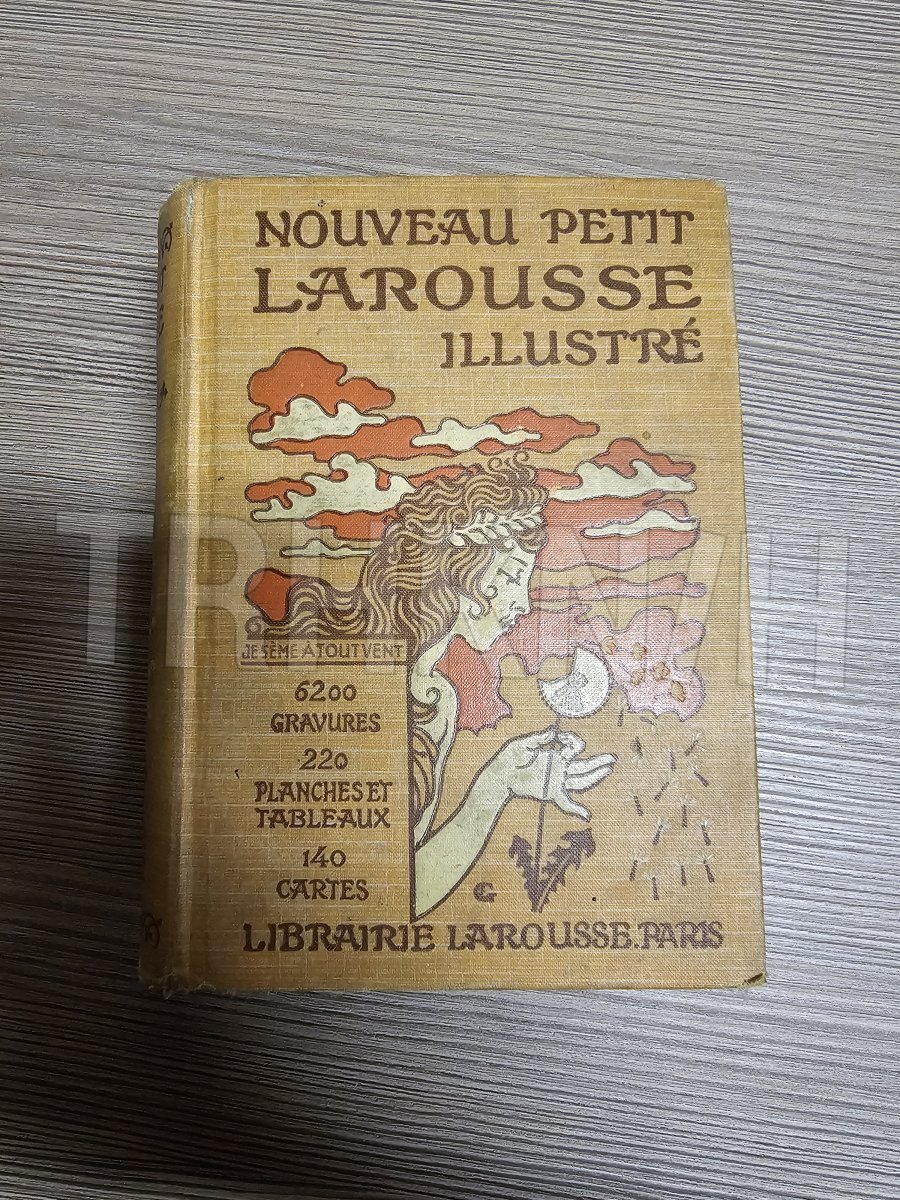 NOUVEAU PETIT
LAROUSSE
ILLUSTRÉ
JE SÈME À TOUT VENT
6200
GRAVURES
220
PLANCHES ET
TABLEAUX
140
CARTES
G
LIBRAIRIE LAROUSSE. PARIS